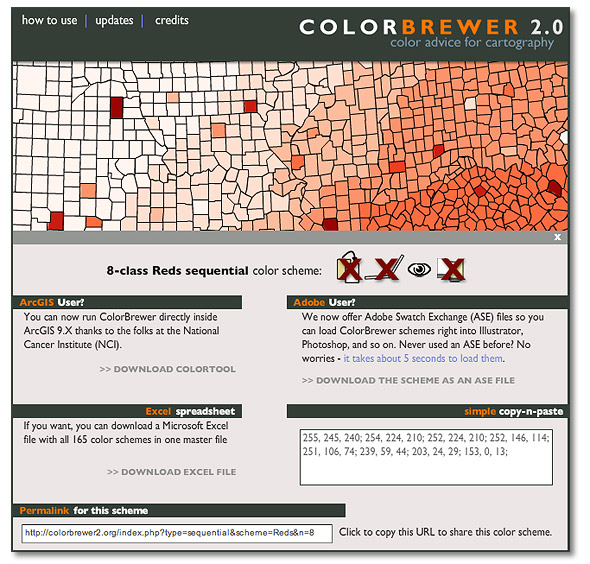 how to use | updates | credits
COLORBREWER 2.0
color advice for cartography
x
8-class Reds sequential color scheme:
ArcGIS User?
You can now run ColorBrewer directly inside
ArcGIS 9.X thanks to the folks at the National
Cancer Institute (NCI).
>> DOWNLOAD COLORTOOL
Adobe User?
We now offer Adobe Swatch Exchange (ASE) files so you
can load ColorBrewer schemes right into Illustrator,
Photoshop, and so on. Never used an ASE before? No
worries - it takes about 5 seconds to load them.
>> DOWNLOAD THE SCHEME AS AN ASE FILE
Excel spreadsheet
If you want, you can download a Microsoft Excel
file with all 165 color schemes in one master file
>> DOWNLOAD EXCEL FILE
simple copy-n-paste
255, 245, 240; 254, 224, 210; 252, 224, 210; 252, 146, 114;
251, 106, 74; 239, 59, 44; 203, 24, 29; 153, 0, 13;
Permalink for this scheme
http://colorbrewer2.org/index.php?type=sequential&scheme=Reds&n=8
Click to copy this URL to share this color scheme.